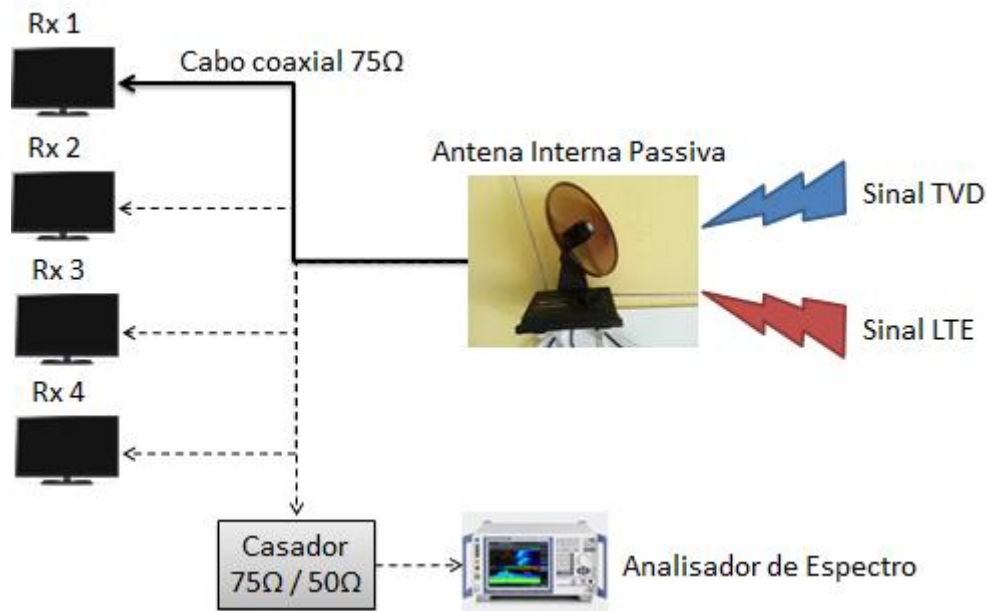 Rx 1
Cabo coaxial 75Ω
Rx 2
Antena Interna Passiva
Sinal TVD
Rx 3
Sinal LTE
Rx 4
Casador
75Ω / 50Ω
Analisador de Espectro